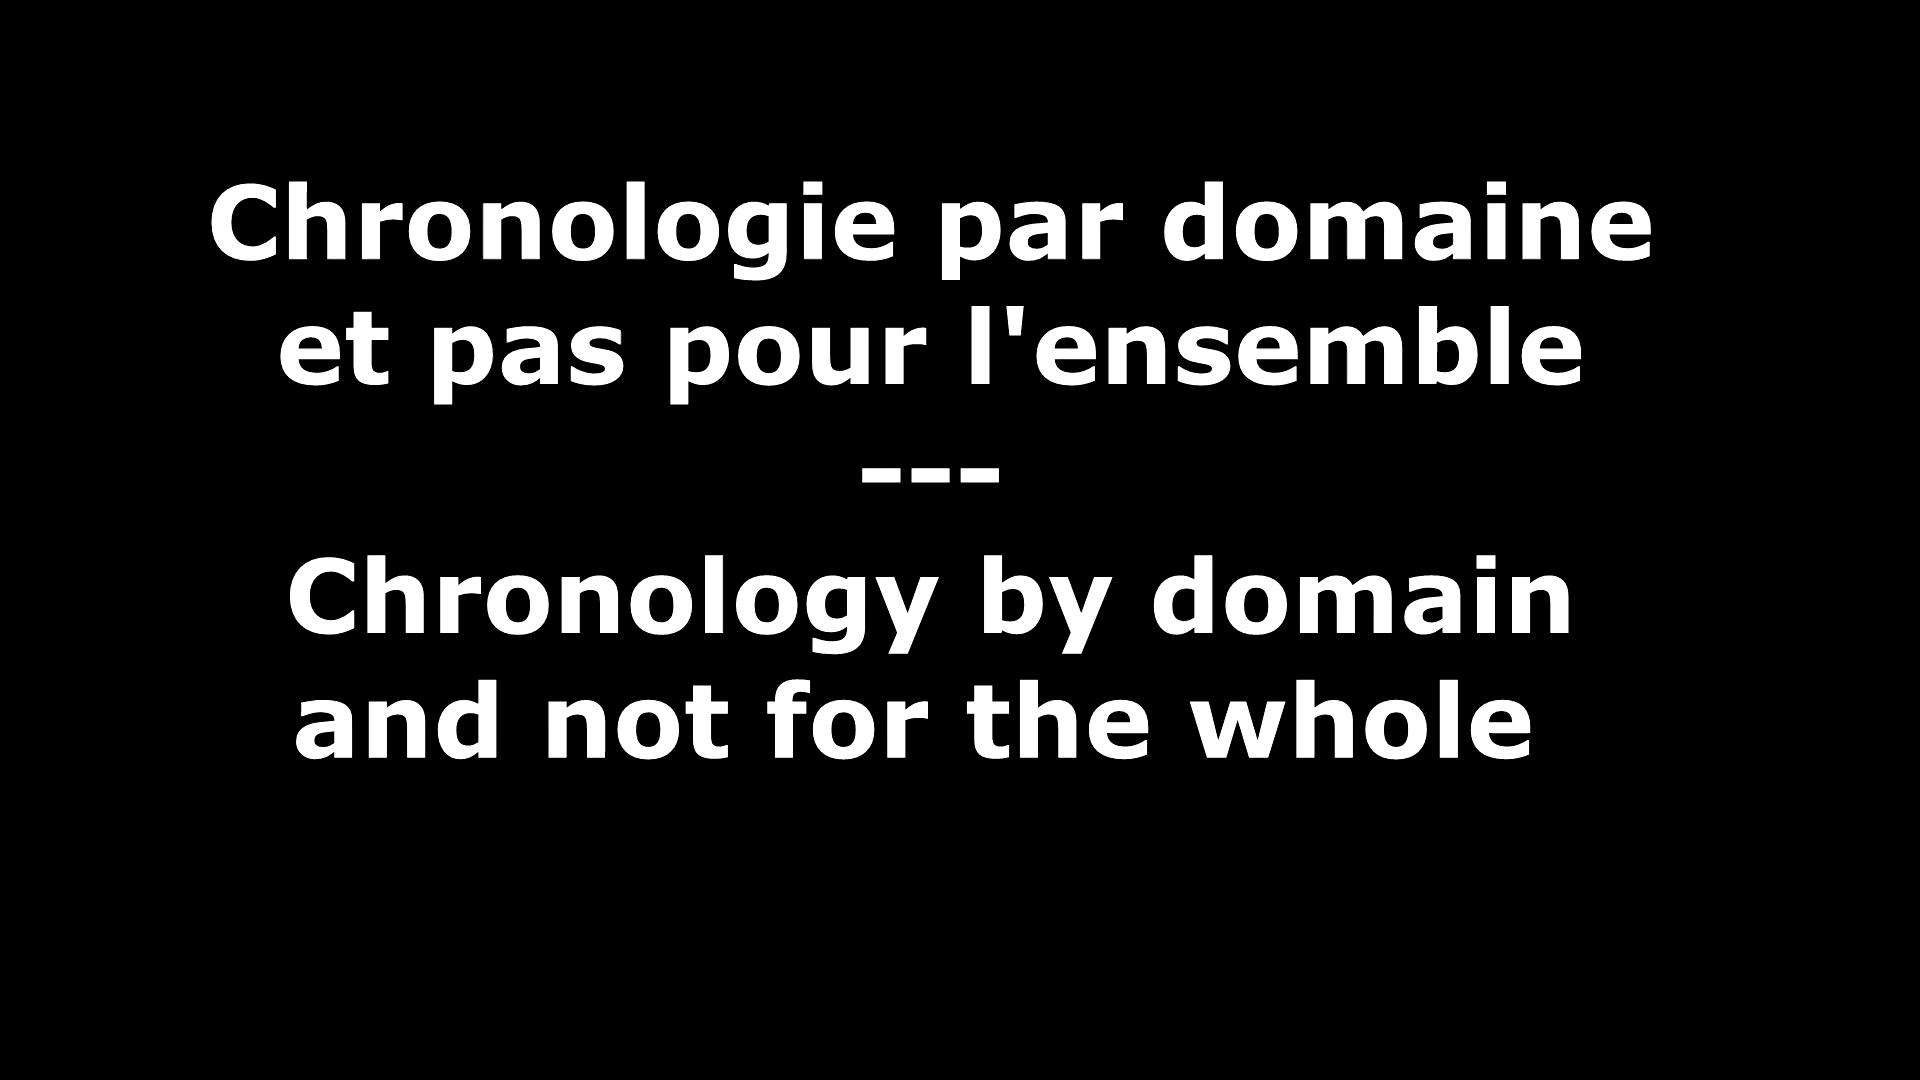 Chronologie par domaine
et pas pour l'ensemble
---
Chronology by domain
and not for the whole